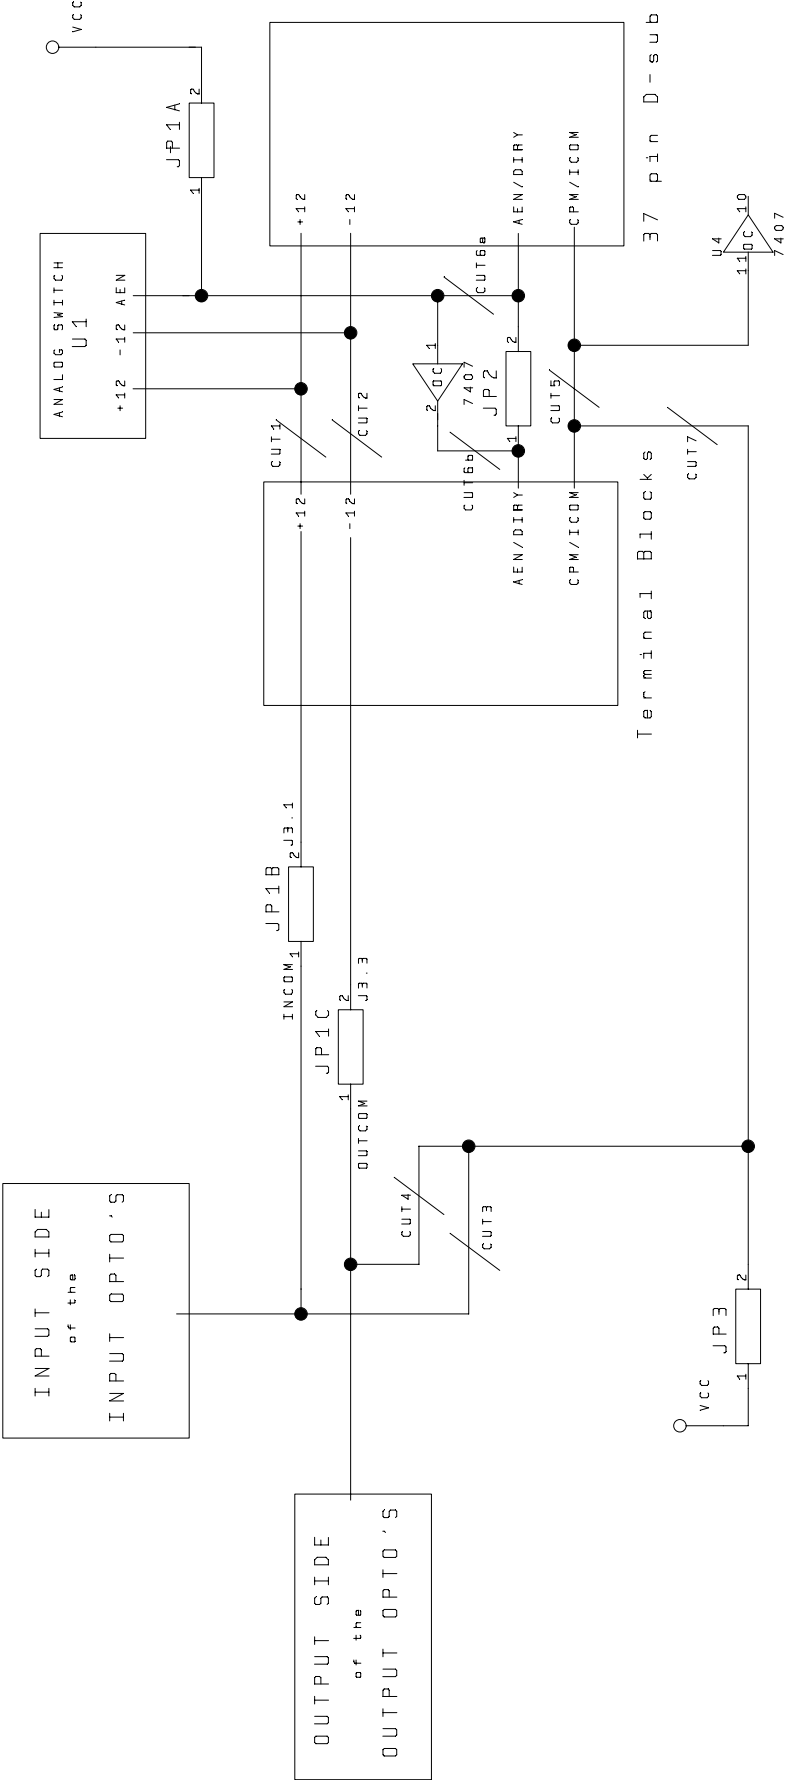 VCC
2
JP1A
1
37 pin D-sub
+12
-12
AEN/DIRY
CPM/ICOM
ANALOG SWITCH
U1
AEN
-12
+12
CUT6a
U4
11
OC
10
7407
1
OC
2
7407
2
JP2
1
CUT5
CUT1
CUT2
CUT6b
CUT7
+12
-12
AEN/DIRY
CPM/ICOM
Terminal Blocks
J3.1
2
JP1B
1
INCOM
J3.3
2
JP1C
1
OUTCOM
CUT4
CUT3
INPUT SIDE
of the
INPUT OPTO'S
2
JP3
1
VCC
OUTPUT SIDE
of the
OUTPUT OPTO'S